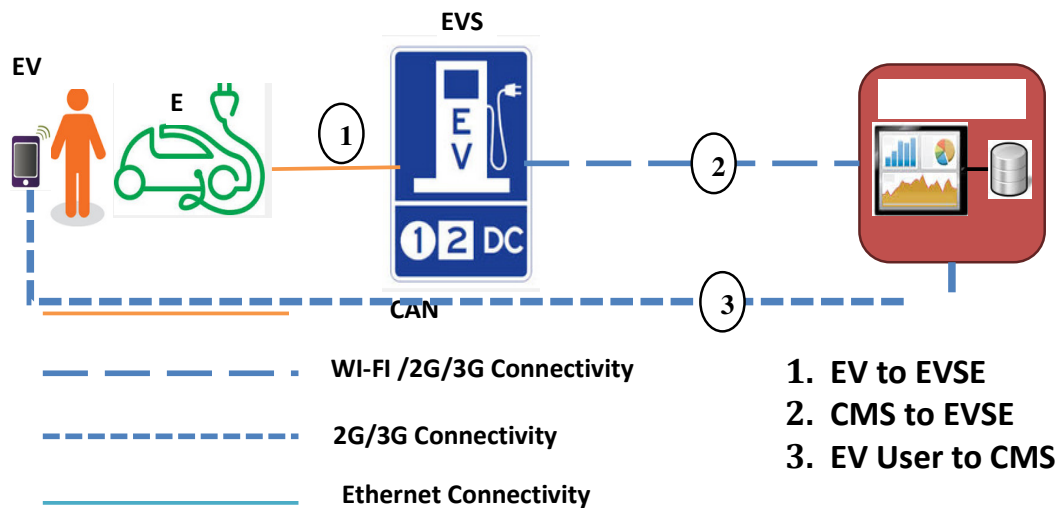 EVS
EV
E
1
E
V
2
1 2 DC
3
CAN
WI-FI /2G/3G Connectivity
2G/3G Connectivity
Ethernet Connectivity
1. EV to EVSE
2. CMS to EVSE
3. EV User to CMS